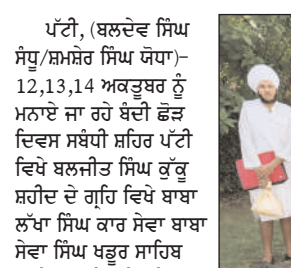 ਪੱਟੀ, (ਬਲਦੇਵ ਸਿੰਘ
ਸੰਧੂ/ਸ਼ਮਸ਼ੇਰ ਸਿੰਘ ਯੋਧਾ)-
12,13,14 ਅਕਤੂਬਰ ਨੂੰ
ਮਨਾਏ ਜਾ ਰਹੇ ਬੰਦੀ ਛੋੜ
ਦਿਵਸ ਸਬੰਧੀ ਸ਼ਹਿਰ ਪੱਟੀ
ਵਿਖੇ ਬਲਜੀਤ ਸਿੰਘ ਕੁੱਕੂ
ਸ਼ਹੀਦ ਦੇ ਗ੍ਰਹਿ ਵਿਖੇ ਬਾਬਾ
ਲੱਖਾ ਸਿੰਘ ਕਾਰ ਸੇਵਾ ਬਾਬਾ
ਸੇਵਾ ਸਿੰਘ ਖਡੂਰ ਸਾਹਿਬ